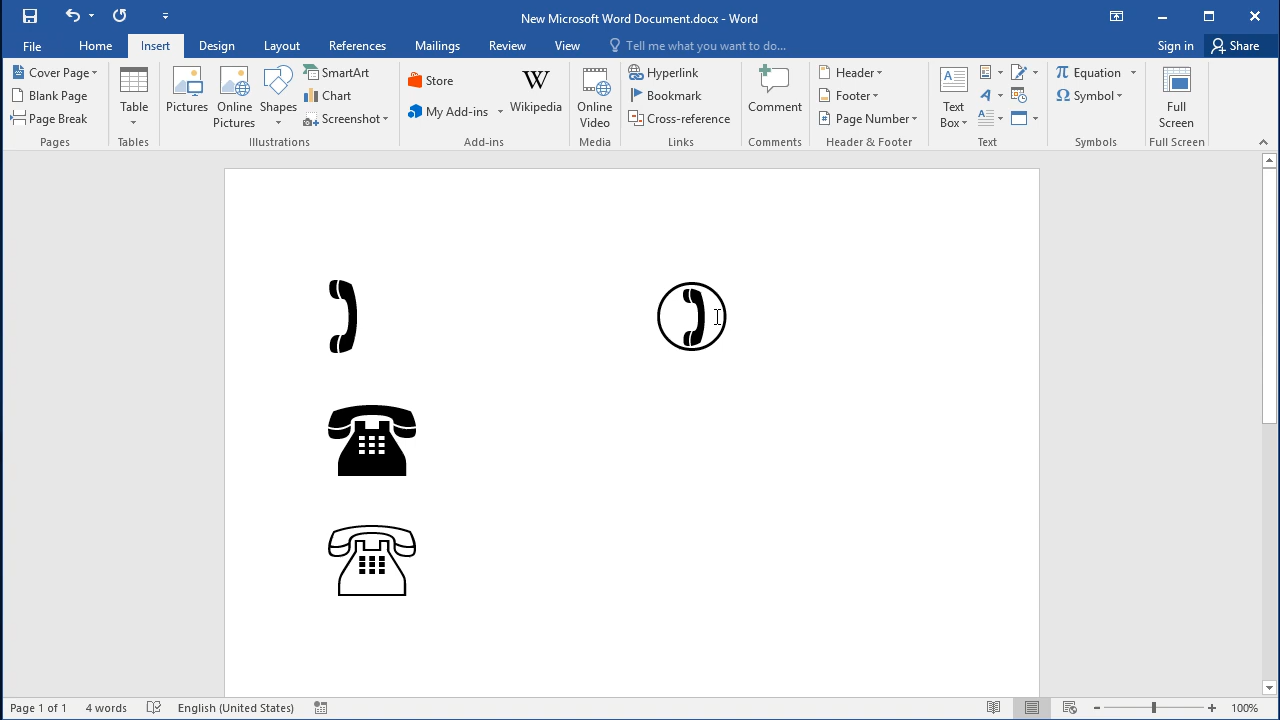 New Microsoft Word Document.docx - Word
File Home Insert Design Layout References Mailings Review View Tell me what you want to do... Sign in Share
Cover Page
Blank Page
Page Break
Pages
Table
Tables
Pictures
Online Pictures
Shapes
SmartArt
Chart
Screenshot
Illustrations
Store
My Add-ins
W
Wikipedia
Add-ins
Online Video
Media
Hyperlink
Bookmark
Cross-reference
Links
Comment
Comments
Header
Footer
Page Number
Header & Footer
Text Box
Text
Equation
Symbol
Symbols
Full Screen
Full Screen
Page 1 of 1 4 words English (United States) 100%